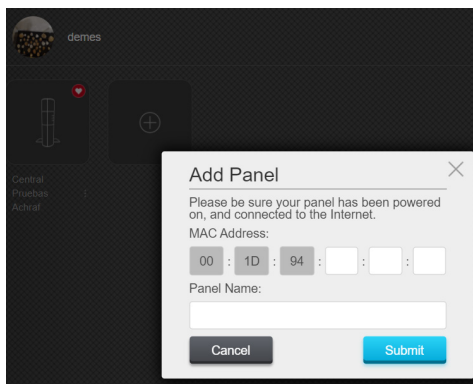 demes
Central
Pruebas
Achraf
Add Panel
Please be sure your panel has been powered
on, and connected to the Internet.
MAC Address:
00 : 1D : 94 : : :
Panel Name:
Cancel Submit